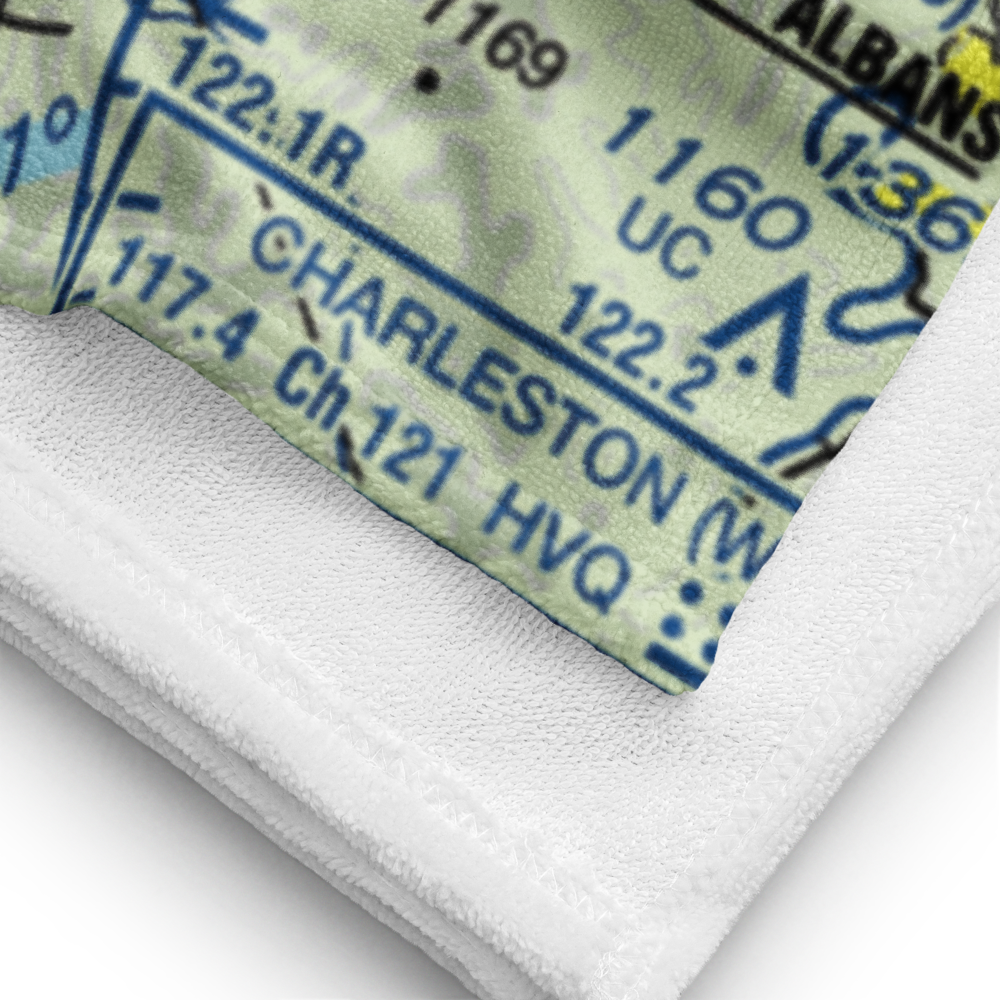 1169
ALBANS
122.1R
1160
UC
1°
CHARLESTON (W
122.2
117.4 Ch 121 HVQ